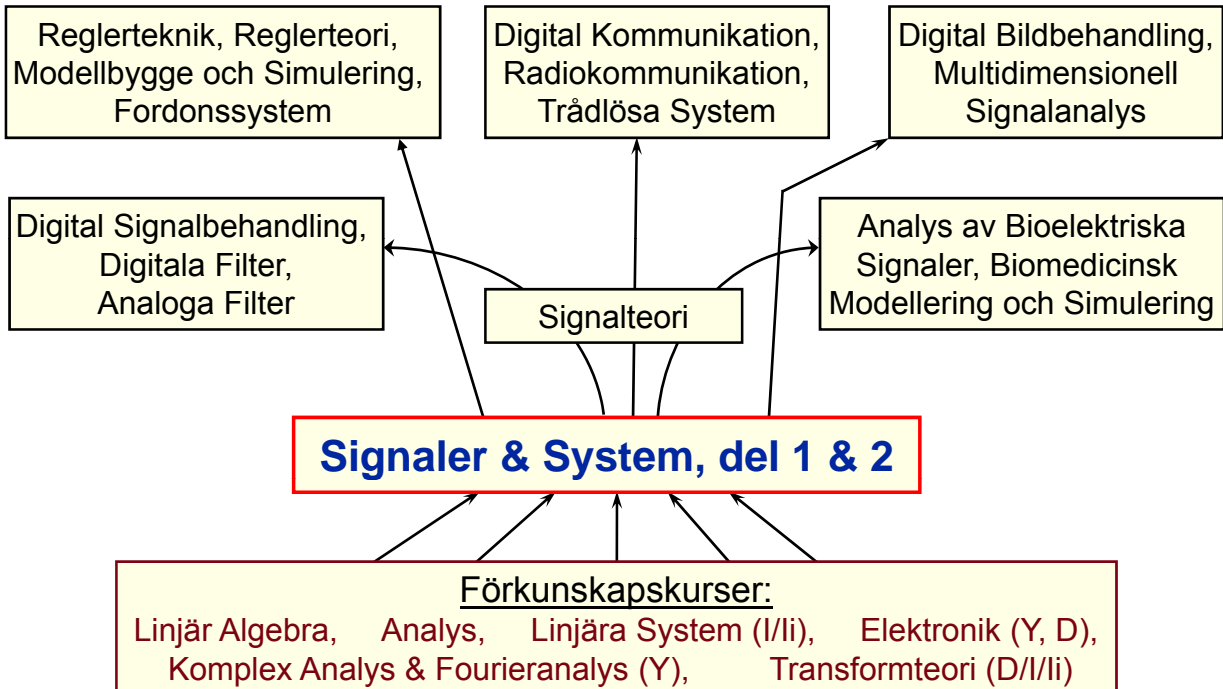 Reglerteknik, Reglerteori,
Modellbygge och Simulering,
Fordonssystem
Digital Kommunikation,
Radiokommunikation,
Trådlösa System
Digital Bildbehandling,
Multidimensionell
Signalanalys
Digital Signalbehandling,
Digitala Filter,
Analoga Filter
Signalteori
Analys av Bioelektriska
Signaler, Biomedicinsk
Modellering och Simulering
Signaler & System, del 1 & 2
Förkunskapskurser:
Linjär Algebra, Analys, Linjära System (I/Ii), Elektronik (Y, D),
Komplex Analys & Fourieranalys (Y), Transformteori (D/I/Ii)